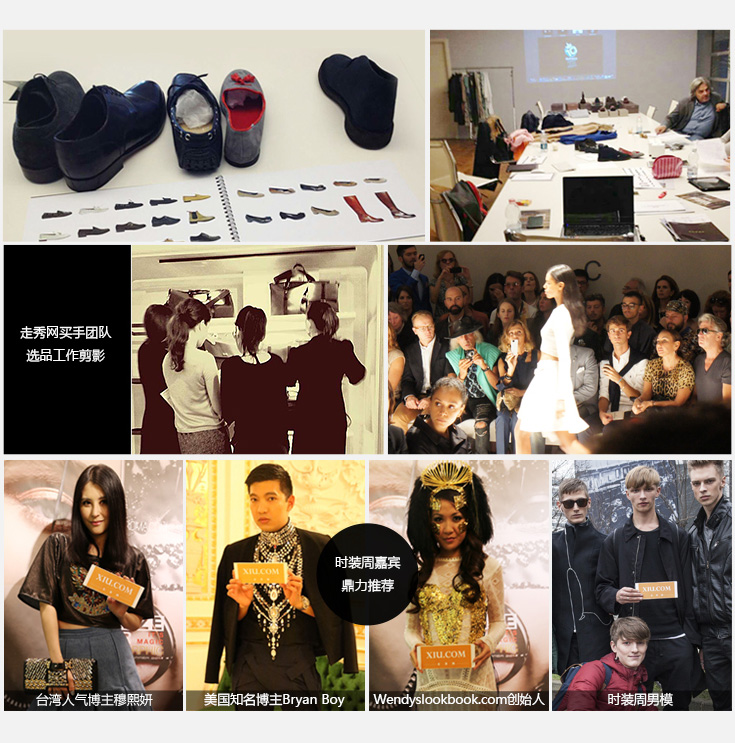 走秀网买手团队
选品工作剪影
C
时装周嘉宾
鼎力推荐
XIU.COM
XIU.COM
XIU.COM
XIU.COM
MAGIC
台湾人气博主穆熙妍
美国知名博主Bryan Boy
Wendyslookbook.com创始人
时装周男模